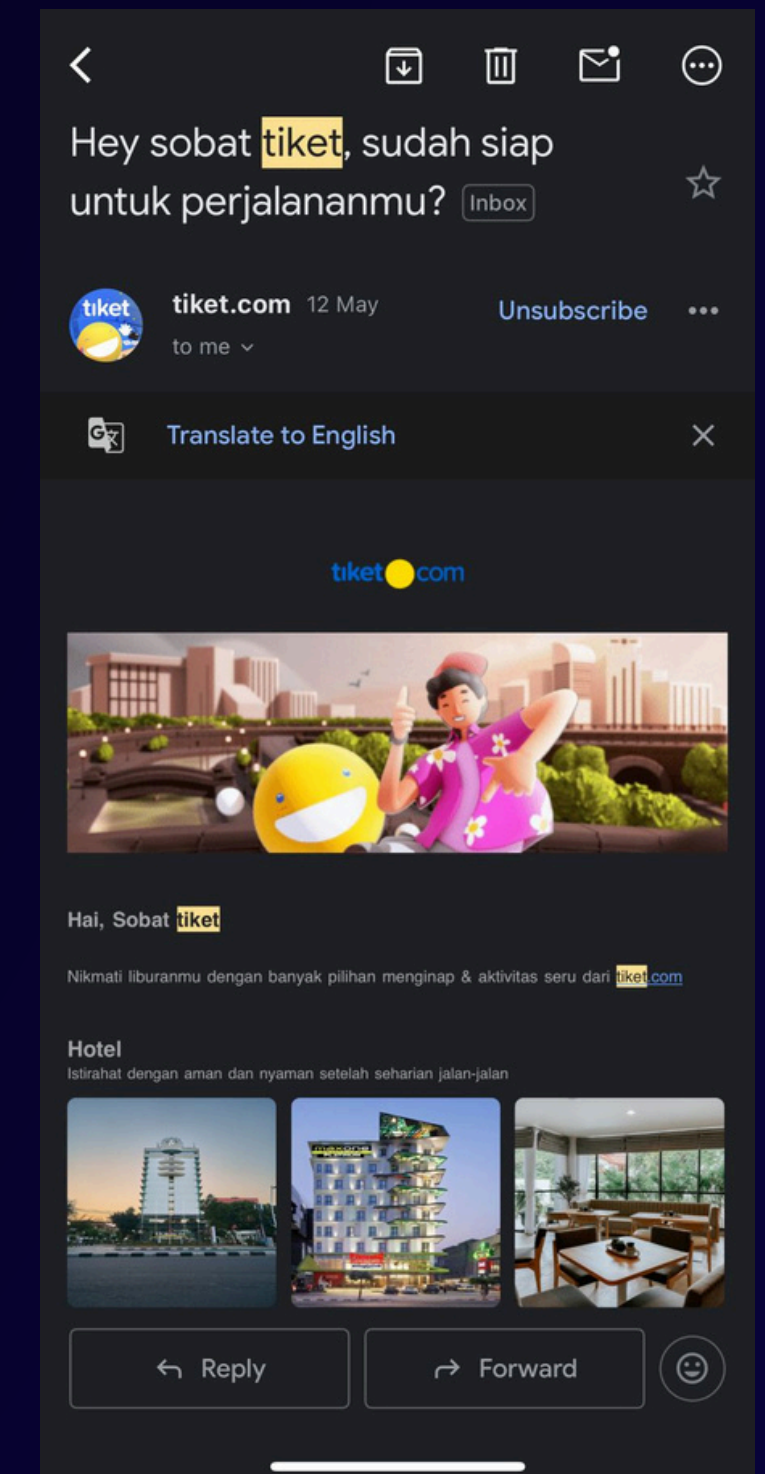 Hey sobat tiket, sudah siap
untuk perjalananmu? Inbox
tiket
tiket.com 12 May
Unsubscribe
to me
Translate to English
tiket com
Hai, Sobat tiket
Nikmati liburanmu dengan banyak pilihan menginap & aktivitas seru dari tiket.com
Hotel
Istirahat dengan aman dan nyaman setelah seharian jalan-jalan
maxone
Reply
Forward